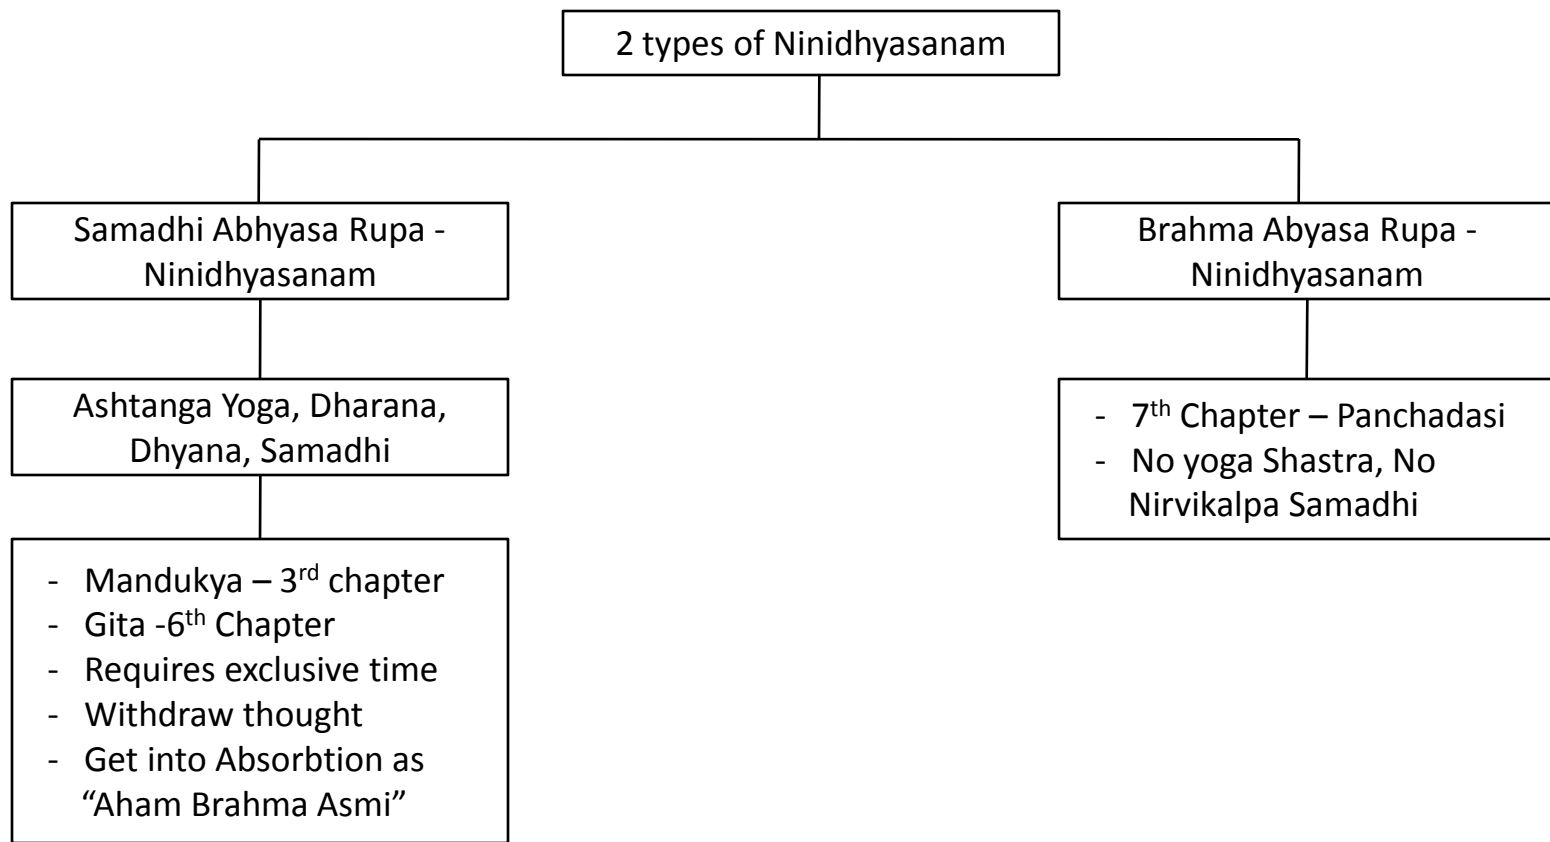 2 types of Ninidhyasanam
Samadhi Abhyasa Rupa -
Ninidhyasanam
Ashtanga Yoga, Dharana,
Dhyana, Samadhi
- Mandukya – 3rd chapter
- Gita -6th Chapter
- Requires exclusive time
- Withdraw thought
- Get into Absorbtion as
“Aham Brahma Asmi”
Brahma Abyasa Rupa -
Ninidhyasanam
- 7th Chapter – Panchadasi
- No yoga Shastra, No
Nirvikalpa Samadhi